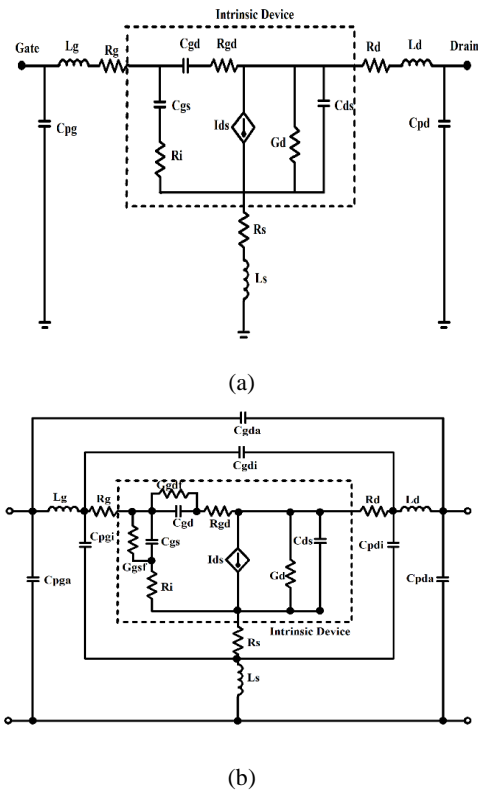 Intrinsic Device
Gate Lg Rg Cgd Rgd Rd Ld Drain
Cpg Cgs Ids Cds Cpd
Ri Gd
Rs
Ls
(a)
Cgda
Cgdi
Lg Rg Ggdf Rd Ld
Cgd Rgd
Cpgi Cgs Cds Cpdi
Ggsf Ids Gd
Cpga Ri Cpda
Intrinsic Device
Rs
Ls
(b)